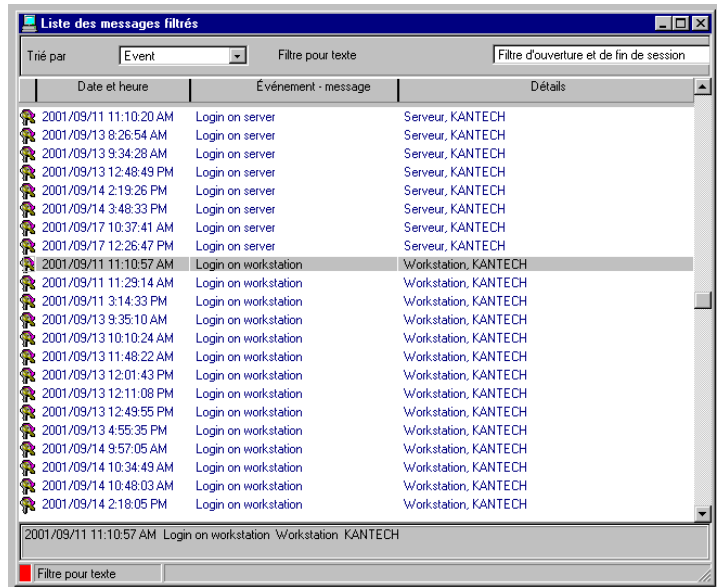 Liste des messages filtrés
Trié par Event Filtre pour texte Filtre d'ouverture et de fin de session
Date et heure Événement - message Détails
2001/09/11 11:10:20 AM Login on server Serveur, KANTECH
2001/09/13 8:26:54 AM Login on server Serveur, KANTECH
2001/09/13 9:34:28 AM Login on server Serveur, KANTECH
2001/09/13 12:48:49 PM Login on server Serveur, KANTECH
2001/09/14 2:19:26 PM Login on server Serveur, KANTECH
2001/09/14 3:48:33 PM Login on server Serveur, KANTECH
2001/09/17 10:37:41 AM Login on server Serveur, KANTECH
2001/09/17 12:26:47 PM Login on server Serveur, KANTECH
2001/09/11 11:10:57 AM Login on workstation Workstation, KANTECH
2001/09/11 11:29:14 AM Login on workstation Workstation, KANTECH
2001/09/11 3:14:33 PM Login on workstation Workstation, KANTECH
2001/09/13 9:35:10 AM Login on workstation Workstation, KANTECH
2001/09/13 10:10:24 AM Login on workstation Workstation, KANTECH
2001/09/13 11:48:22 AM Login on workstation Workstation, KANTECH
2001/09/13 12:01:43 PM Login on workstation Workstation, KANTECH
2001/09/13 12:11:08 PM Login on workstation Workstation, KANTECH
2001/09/13 12:49:55 PM Login on workstation Workstation, KANTECH
2001/09/13 4:55:35 PM Login on workstation Workstation, KANTECH
2001/09/14 9:57:05 AM Login on workstation Workstation, KANTECH
2001/09/14 10:34:49 AM Login on workstation Workstation, KANTECH
2001/09/14 10:48:03 AM Login on workstation Workstation, KANTECH
2001/09/14 2:18:05 PM Login on workstation Workstation, KANTECH
2001/09/11 11:10:57 AM Login on workstation Workstation KANTECH
Filtre pour texte